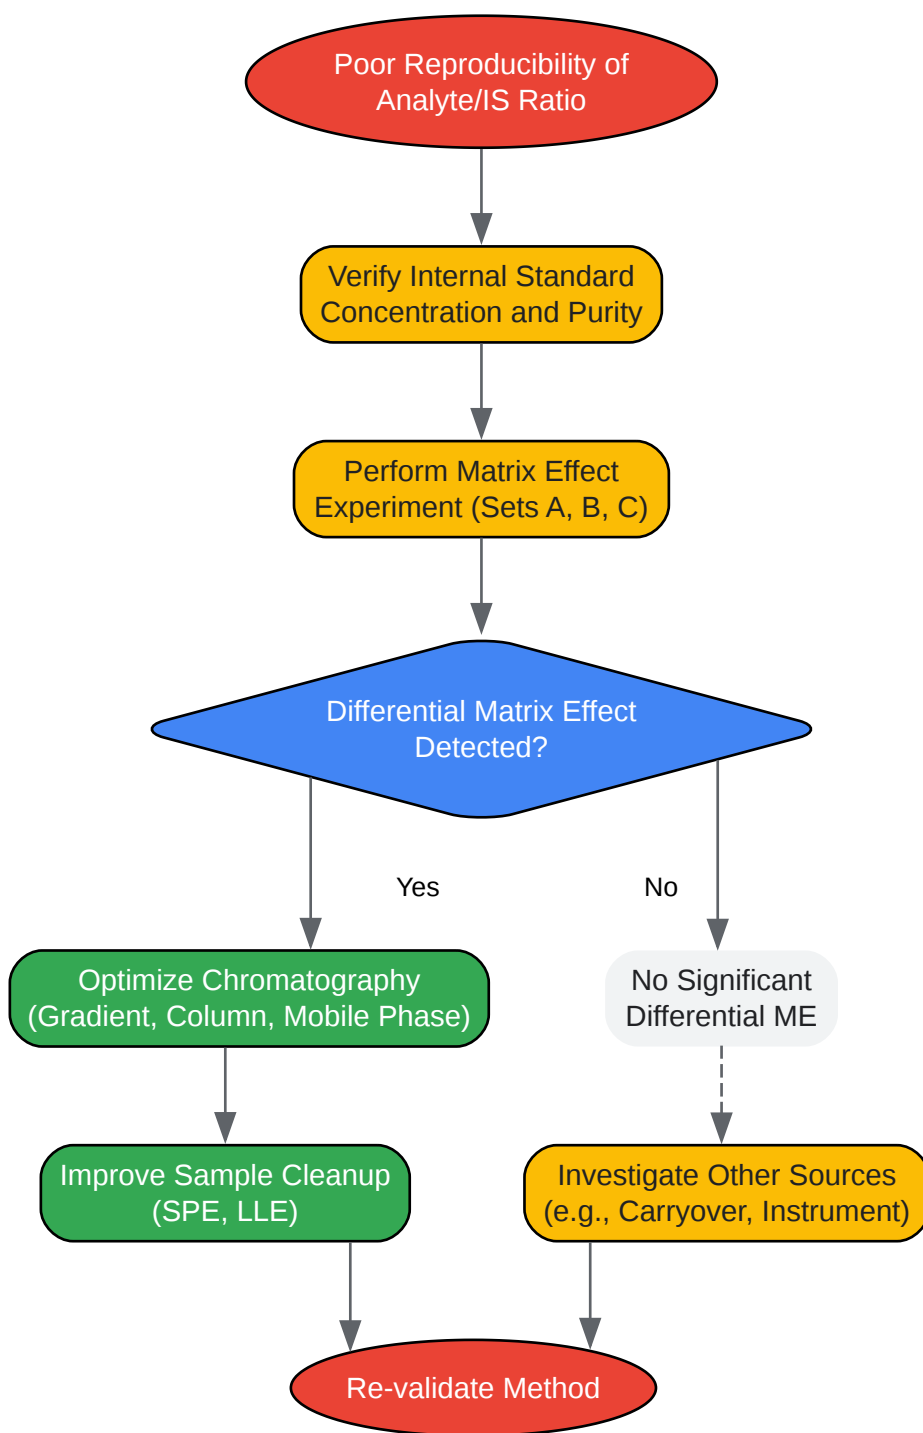 Poor Reproducibility of
Analyte/IS Ratio
Verify Internal Standard
Concentration and Purity
Perform Matrix Effect
Experiment (Sets A, B, C)
Differential Matrix Effect
Detected?
Yes
No
Optimize Chromatography
(Gradient, Column, Mobile Phase)
No Significant
Differential ME
Improve Sample Cleanup
(SPE, LLE)
Investigate Other Sources
(e.g., Carryover, Instrument)
Re-validate Method